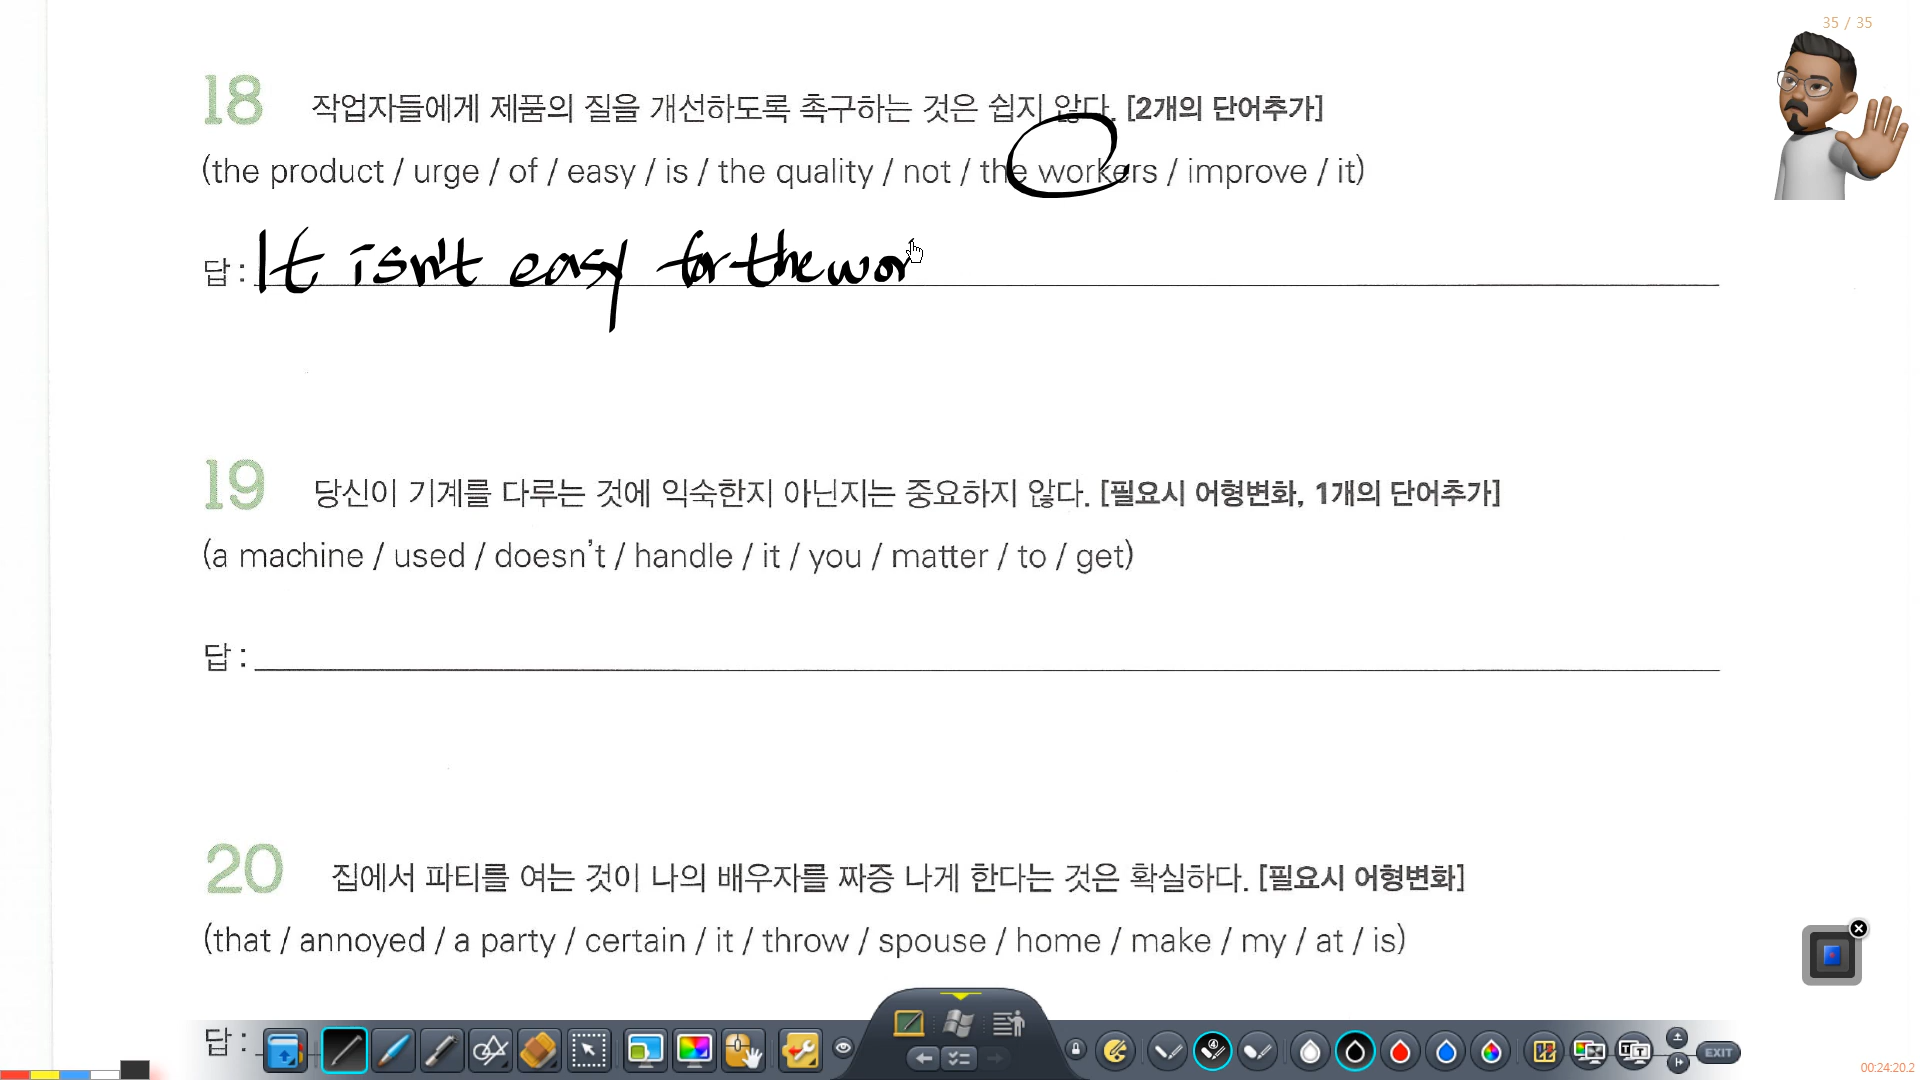 35 / 35
18 작업자들에게 제품의 질을 개선하도록 촉구하는 것은 쉽지 않다. [2개의 단어추가]
(the product / urge / of / easy / is / the quality / not / the workers / improve / it)
답 : It isn't easy for the wor
19 당신이 기계를 다루는 것에 익숙한지 아닌지는 중요하지 않다. [필요시 어형변화, 1개의 단어추가]
(a machine / used / doesn't / handle / it / you / matter / to / get)
답 :
20 집에서 파티를 여는 것이 나의 배우자를 짜증 나게 한다는 것은 확실하다. [필요시 어형변화]
(that / annoyed / a party / certain / it / throw / spouse / home / make / my / at / is)
답 :
EXIT
00:24:20.2